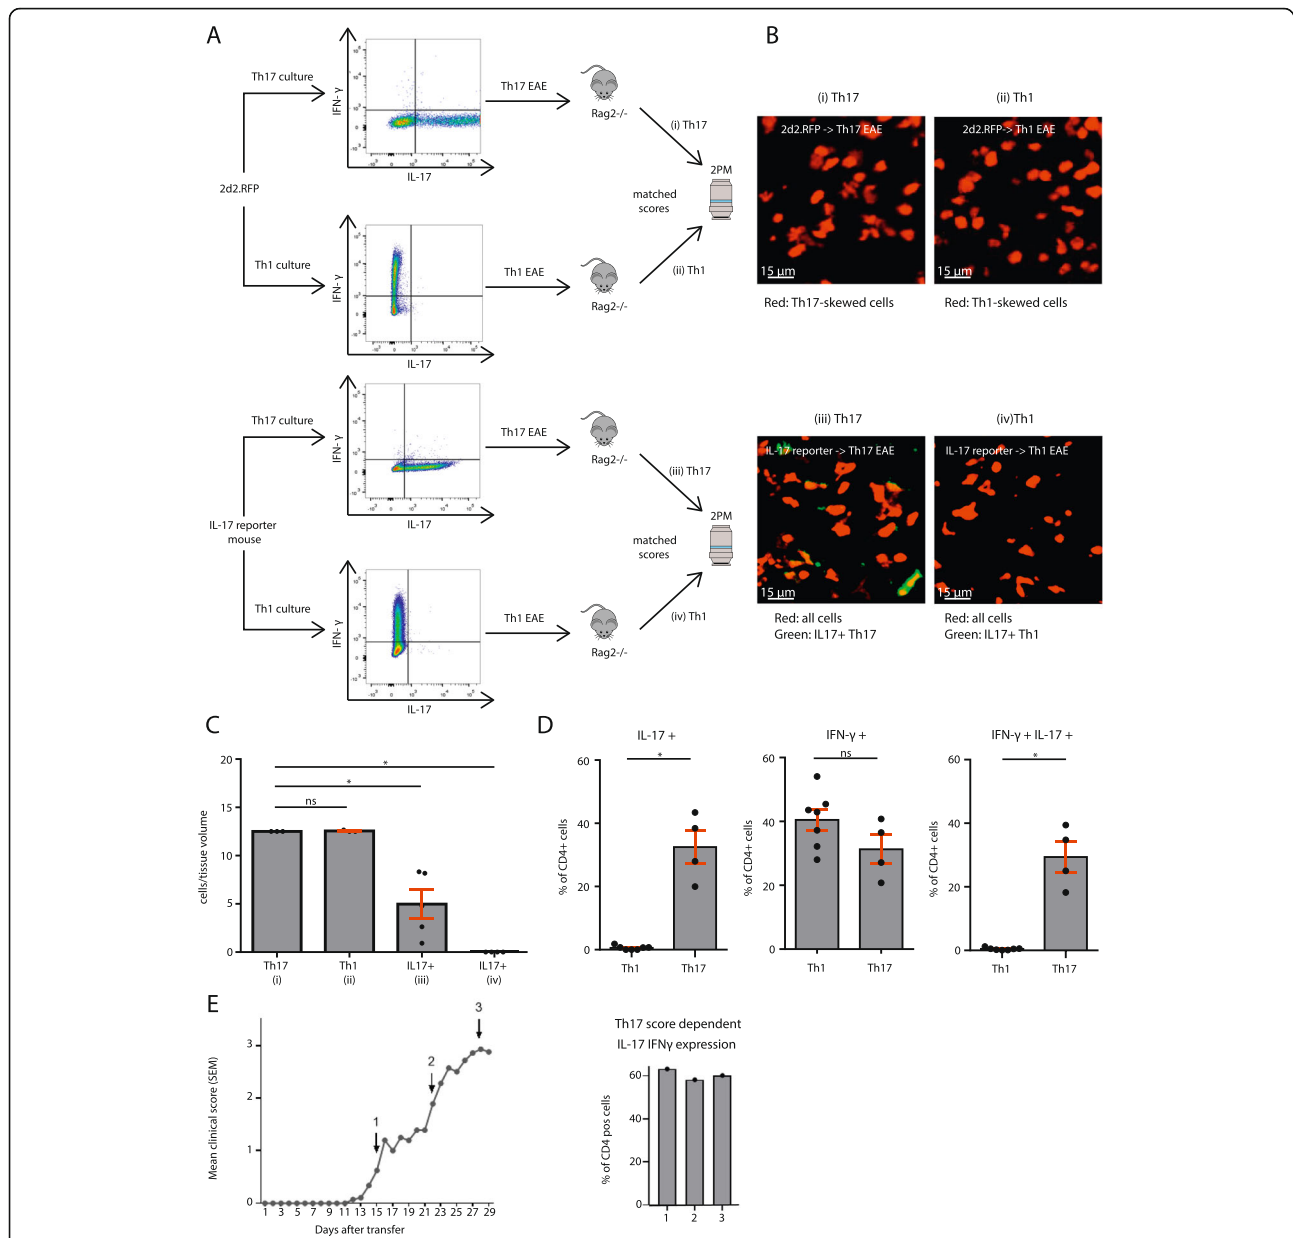 A
B
Th17 culture
IFN- γ
IL-17
Th17 EAE
Rag2-/-
(i) Th17
2d2.RFP
matched
scores
2PM
Th1 culture
IFN- γ
IL-17
Th1 EAE
Rag2-/-
(ii) Th1
(i) Th17
(ii) Th1
2d2.RFP -> Th17 EAE
2d2.RFP-> Th1 EAE
15 μm
15 μm
Red: Th17-skewed cells
Red: Th1-skewed cells
Th17 culture
IFN- γ
IL-17
Th17 EAE
Rag2-/-
(iii) Th17
IL-17 reporter
mouse
matched
scores
2PM
Th1 culture
IFN- γ
IL-17
Th1 EAE
Rag2-/-
(iv) Th1
(iii) Th17
(iv)Th1
IL-17 reporter -> Th17 EAE
IL-17 reporter -> Th1 EAE
15 μm
15 μm
Red: all cells
Green: IL17+ Th17
Red: all cells
Green: IL17+ Th1
C
cells/tissue volume
20
15
10
5
0
*
*
ns
Th17
(i)
Th1
(ii)
IL17+
(iii)
IL17+
(iv)
D
IL-17 +
*
% of CD4+ cells
60
40
20
0
Th1
Th17
IFN-γ +
ns
% of CD4+ cells
60
40
20
0
Th1
Th17
IFN-γ + IL-17 +
*
% of CD4+ cells
60
40
20
0
Th1
Th17
E
Mean clinical score (SEM)
3
2
1
0
1
2
3
1 3 5 7 9 11 13 15 17 19 21 23 25 27 29
Days after transfer
Th17 score dependent
IL-17 IFNγ expression
% of CD4 pos cells
60
40
20
0
1 2 3